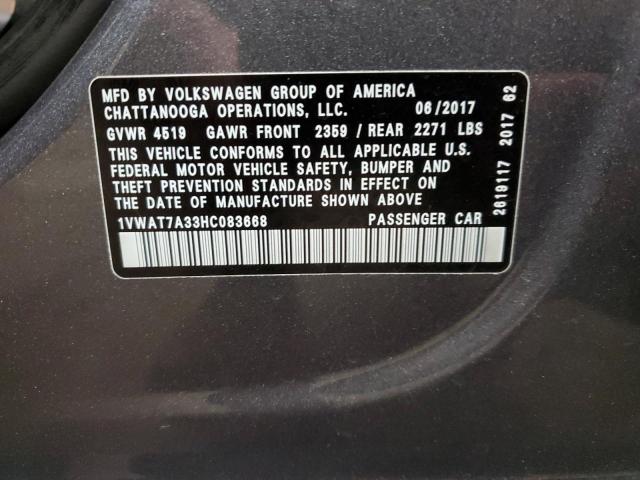 MFD BY VOLKSWAGEN GROUP OF AMERICA
CHATTANOOGA OPERATIONS, LLC. 06/2017
GVWR 4519 GAWR FRONT 2359 / REAR 2271 LBS
THIS VEHICLE CONFORMS TO ALL APPLICABLE U.S.
FEDERAL MOTOR VEHICLE SAFETY, BUMPER AND
THEFT PREVENTION STANDARDS IN EFFECT ON
THE DATE OF MANUFACTURE SHOWN ABOVE
1VWAT7A33HC083668 PASSENGER CAR
2619117 2017 62